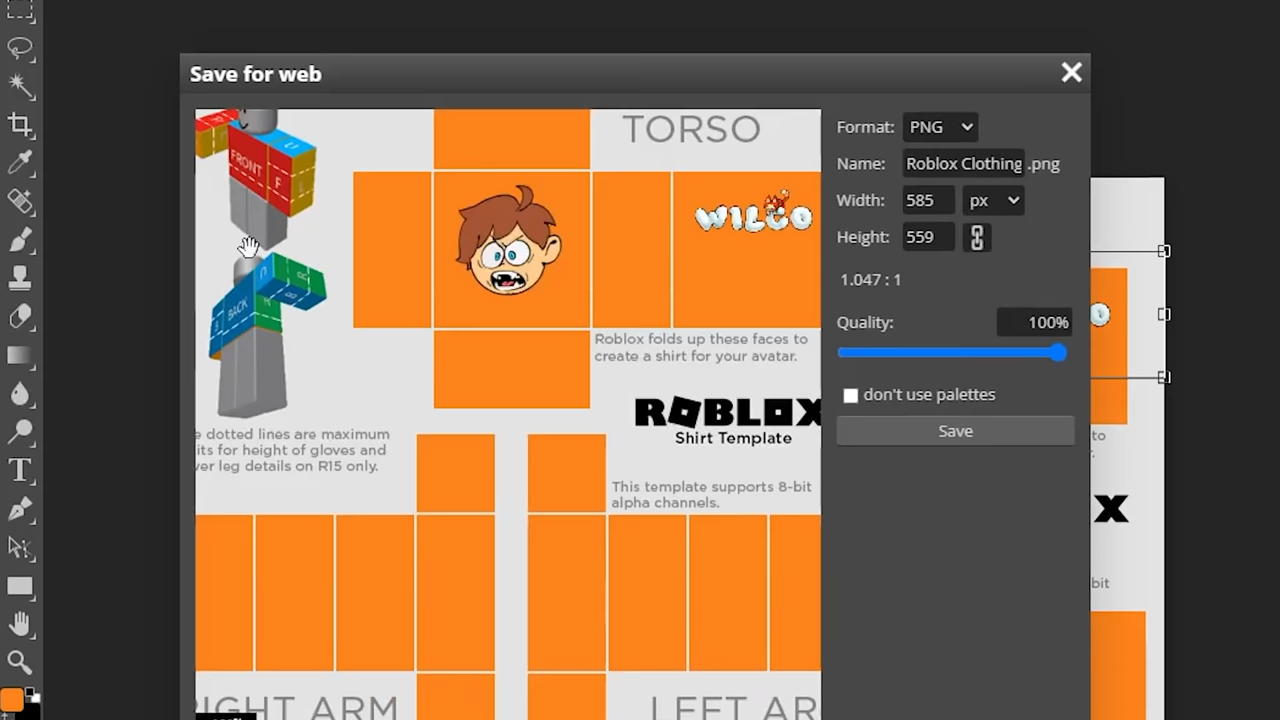 Save for web
TORSO
FRONT
F
U
L
WILCO
Format: PNG
Name: Roblox Clothing .png
Width: 585 px
Height: 559
1.047 : 1
Quality: 100%
don't use palettes
Save
BACK
Roblox folds up these faces to
create a shirt for your avatar.
ROBLOX
Shirt Template
e dotted lines are maximum
its for height of gloves and
ver leg details on R15 only.
This template supports 8-bit
alpha channels.
RIGHT ARM
LEFT AR
O
to
r.
X
bit
T